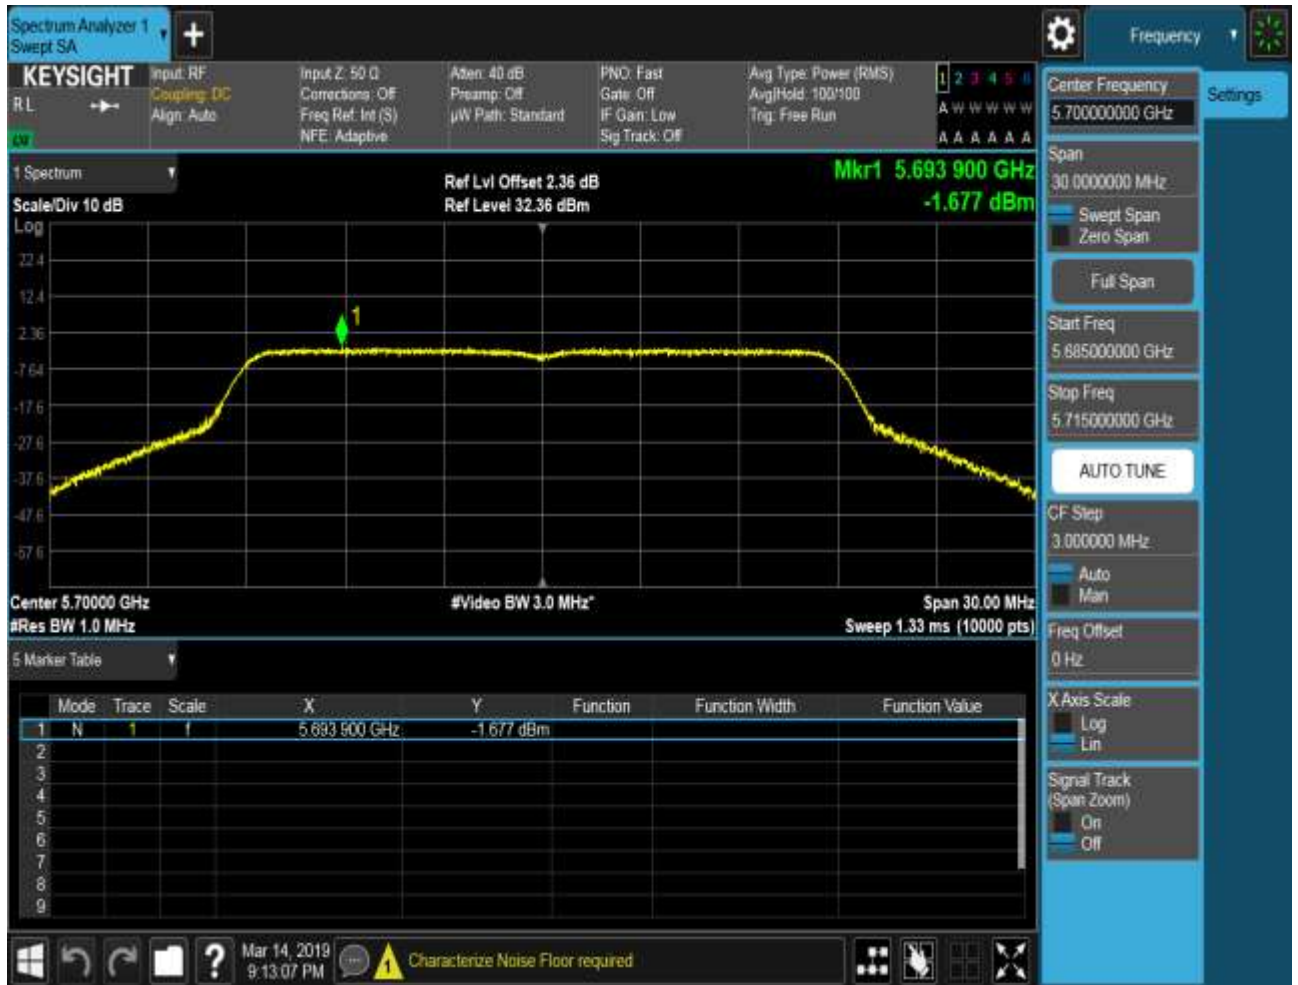 Spectrum Analyzer 1
Swept SA
Frequency
KEYSIGHT
RL
Input: RF
Coupling: DC
Align: Auto
Input Z: 50 Ω
Corrections: Off
Freq Ref: Int (S)
NFE: Adaptive
Atten: 40 dB
Preamp: Off
µW Path: Standard
PNO: Fast
Gate: Off
IF Gain: Low
Sig Track: Off
Avg Type: Power (RMS)
Avg|Hold: 100/100
Trig: Free Run
1 2 3 4 5 6
A W W W W W
A A A A A A
1 Spectrum
Scale/Div 10 dB
Ref Lvl Offset 2.36 dB
Ref Level 32.36 dBm
Mkr1 5.693 900 GHz
-1.677 dBm
Log
22.4
12.4
2.36
-7.64
-17.6
-27.6
-37.6
-47.6
-57.6
1
Center 5.70000 GHz
#Video BW 3.0 MHz*
Span 30.00 MHz
#Res BW 1.0 MHz
Sweep 1.33 ms (10000 pts)
5 Marker Table
Mode Trace Scale X Y Function Function Width Function Value
1 N 1 f 5.693 900 GHz -1.677 dBm
2
3
4
5
6
7
8
9
Center Frequency
5.700000000 GHz
Settings
Span
30.0000000 MHz
Swept Span
Zero Span
Full Span
Start Freq
5.685000000 GHz
Stop Freq
5.715000000 GHz
AUTO TUNE
CF Step
3.000000 MHz
Auto
Man
Freq Offset
0 Hz
X Axis Scale
Log
Lin
Signal Track
(Span Zoom)
On
Off
?
Mar 14, 2019
9:13:07 PM
1
Characterize Noise Floor required